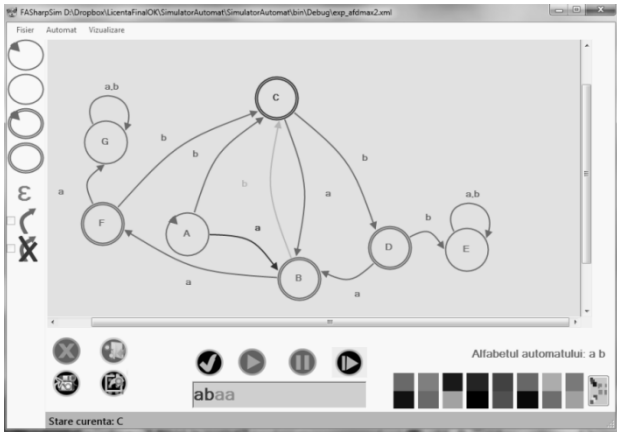 FASharpSim D:\Dropbox\LicentaFinalOK\SimulatorAutomat\SimulatorAutomat\bin\Debug\exp_afdmax2.xml
Fisier Automat Vizualizare
a,b
C
G
b
b
b
b
a
a,b
ε
a
F
A
a
b
D
E
B
a
a
Alfabetul automatului: a b
abaa
Stare curenta: C